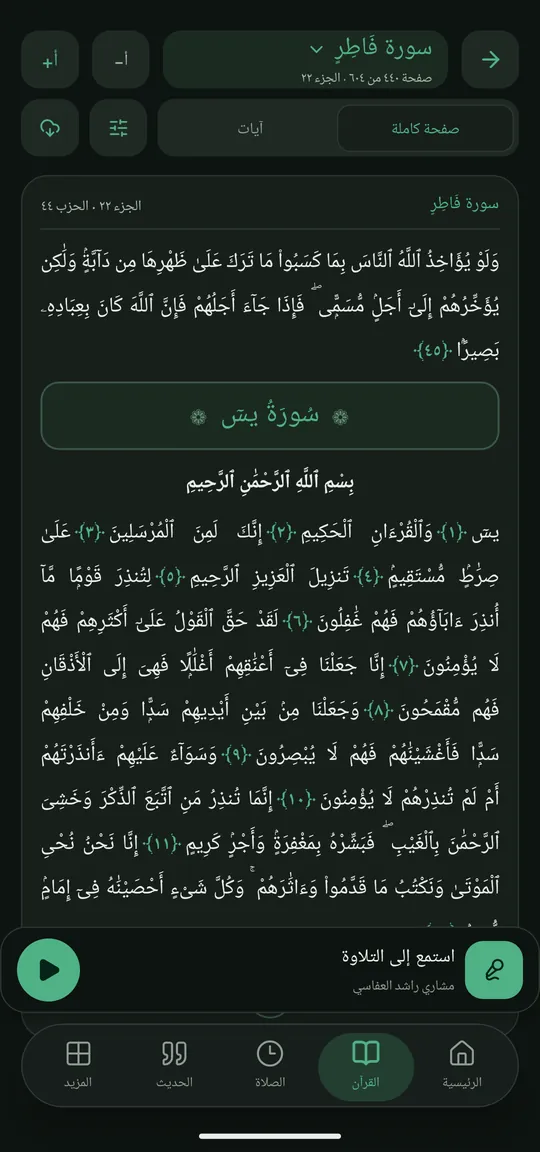 سورة فَاطِرٍ
صفحة ٤٤٠ من ٦٠٤ . الجزء ٢٢
أ-
أ+
صفحة كاملة
آيات
سورة فَاطِرٍ
الجزء ٢٢ . الحزب ٤٤
وَلَوْ يُؤَاخِذُ ٱللَّهُ ٱلنَّاسَ بِمَا كَسَبُوا۟ مَا تَرَكَ عَلَىٰ ظَهْرِهَا مِن دَآبَّةٍۢ وَلَٰكِن
يُؤَخِّرُهُمْ إِلَىٰٓ أَجَلٍۢ مُّسَمًّۭى ۖ فَإِذَا جَآءَ أَجَلُهُمْ فَإِنَّ ٱللَّهَ كَانَ بِعِبَادِهِۦ
بَصِيرًۢا ﴿٤٥﴾
سُورَةُ يسٓ
بِسْمِ ٱللَّهِ ٱلرَّحْمَٰنِ ٱلرَّحِيمِ
يسٓ ﴿١﴾ وَٱلْقُرْءَانِ ٱلْحَكِيمِ ﴿٢﴾ إِنَّكَ لَمِنَ ٱلْمُرْسَلِينَ ﴿٣﴾ عَلَىٰ
صِرَٰطٍۢ مُّسْتَقِيمٍۢ ﴿٤﴾ تَنزِيلَ ٱلْعَزِيزِ ٱلرَّحِيمِ ﴿٥﴾ لِتُنذِرَ قَوْمًۭا مَّآ
أُنذِرَ ءَابَآؤُهُمْ فَهُمْ غَٰفِلُونَ ﴿٦﴾ لَقَدْ حَقَّ ٱلْقَوْلُ عَلَىٰٓ أَكْثَرِهِمْ فَهُمْ
لَا يُؤْمِنُونَ ﴿٧﴾ إِنَّا جَعَلْنَا فِىٓ أَعْنَٰقِهِمْ أَغْلَٰلًۭا فَهِىَ إِلَى ٱلْأَذْقَانِ
فَهُم مُّقْمَحُونَ ﴿٨﴾ وَجَعَلْنَا مِنۢ بَيْنِ أَيْدِيهِمْ سَدًّۭا وَمِنْ خَلْفِهِمْ
سَدًّۭا فَأَغْشَيْنَٰهُمْ فَهُمْ لَا يُبْصِرُونَ ﴿٩﴾ وَسَوَآءٌ عَلَيْهِمْ ءَأَنذَرْتَهُمْ
أَمْ لَمْ تُنذِرْهُمْ لَا يُؤْمِنُونَ ﴿١٠﴾ إِنَّمَا تُنذِرُ مَنِ ٱتَّبَعَ ٱلذِّكْرَ وَخَشِىَ
ٱلرَّحْمَٰنَ بِٱلْغَيْبِ ۖ فَبَشِّرْهُ بِمَغْفِرَةٍۢ وَأَجْرٍۢ كَرِيمٍ ﴿١١﴾ إِنَّا نَحْنُ نُحْىِ
ٱلْمَوْتَىٰ وَنَكْتُبُ مَا قَدَّمُوا۟ وَءَاثَٰرَهُمْ ۚ وَكُلَّ شَىْءٍ أَحْصَيْنَٰهُ فِىٓ إِمَامٍۢ
استمع إلى التلاوة
مشاري راشد العفاسي
الرئيسية
القرآن
الصلاة
الحديث
المزيد